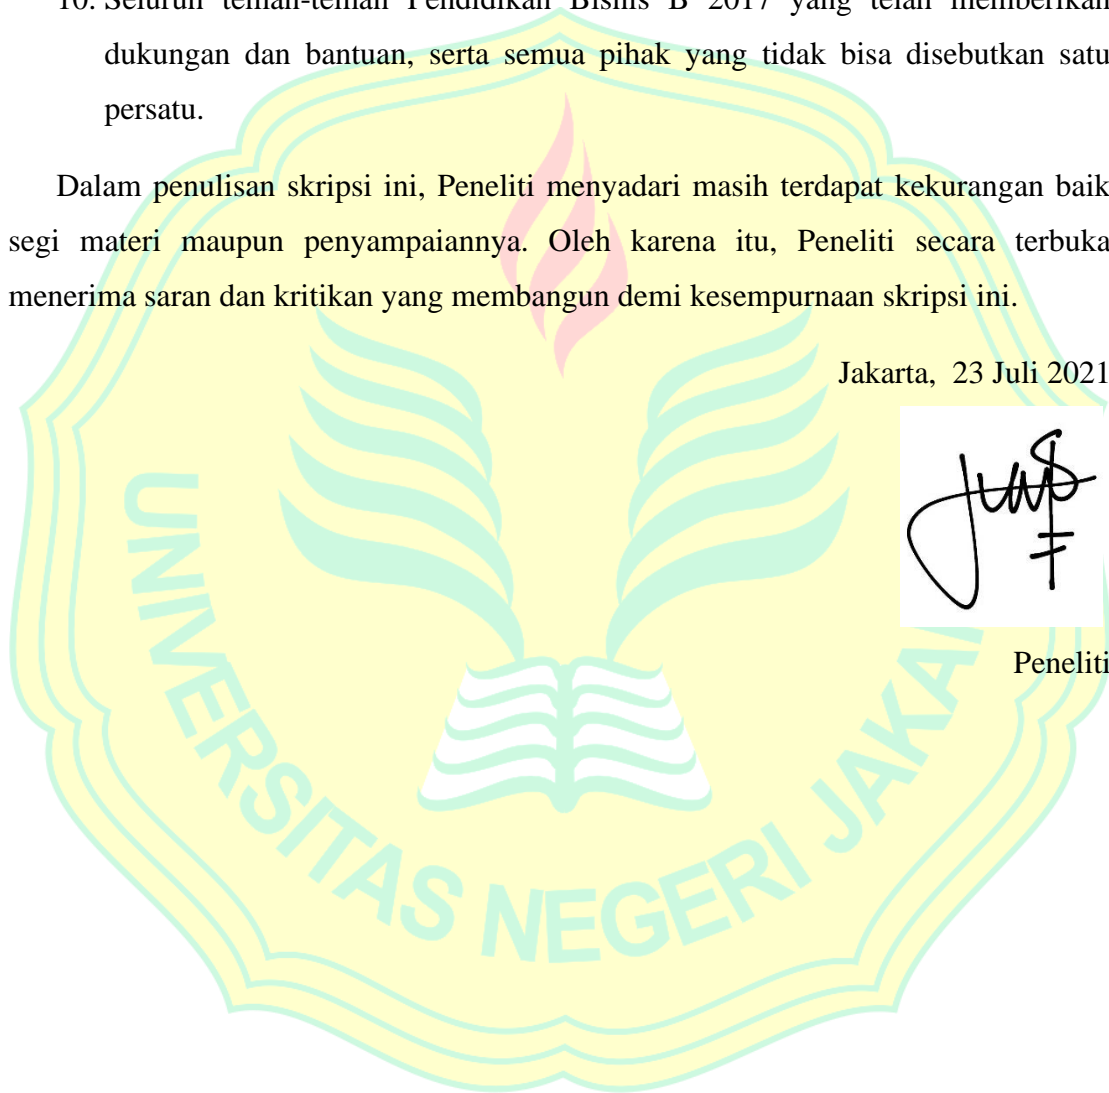 10. Seluruh teman-teman Pendidikan Bisnis B 2017 yang telah memberikan
dukungan dan bantuan, serta semua pihak yang tidak bisa disebutkan satu
persatu.
Dalam penulisan skripsi ini, Peneliti menyadari masih terdapat kekurangan baik
segi materi maupun penyampaiannya. Oleh karena itu, Peneliti secara terbuka
menerima saran dan kritikan yang membangun demi kesempurnaan skripsi ini.
Jakarta, 23 Juli 2021
Peneliti
UNIVERSITAS NEGERI JAKA